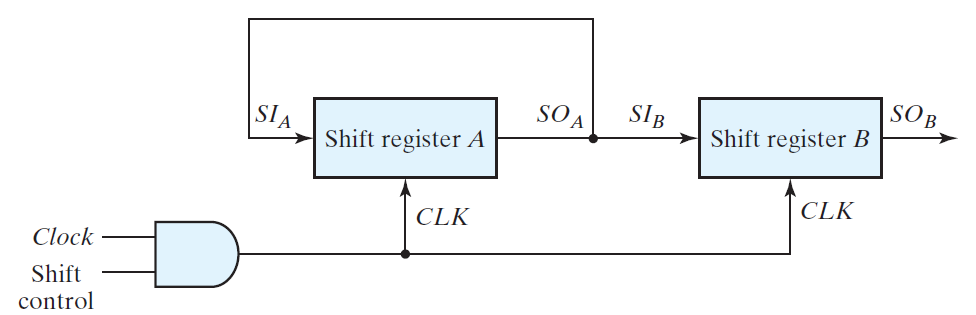 SI_A
Shift register A
SO_A
SI_B
Shift register B
SO_B
CLK
CLK
Clock
Shift
control